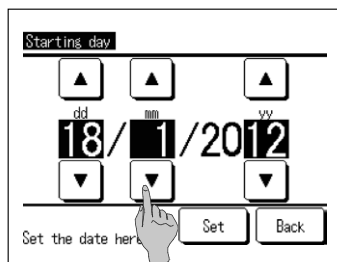 Starting day
dd mm yy
18/ 1/2012
Set the date here
Set Back